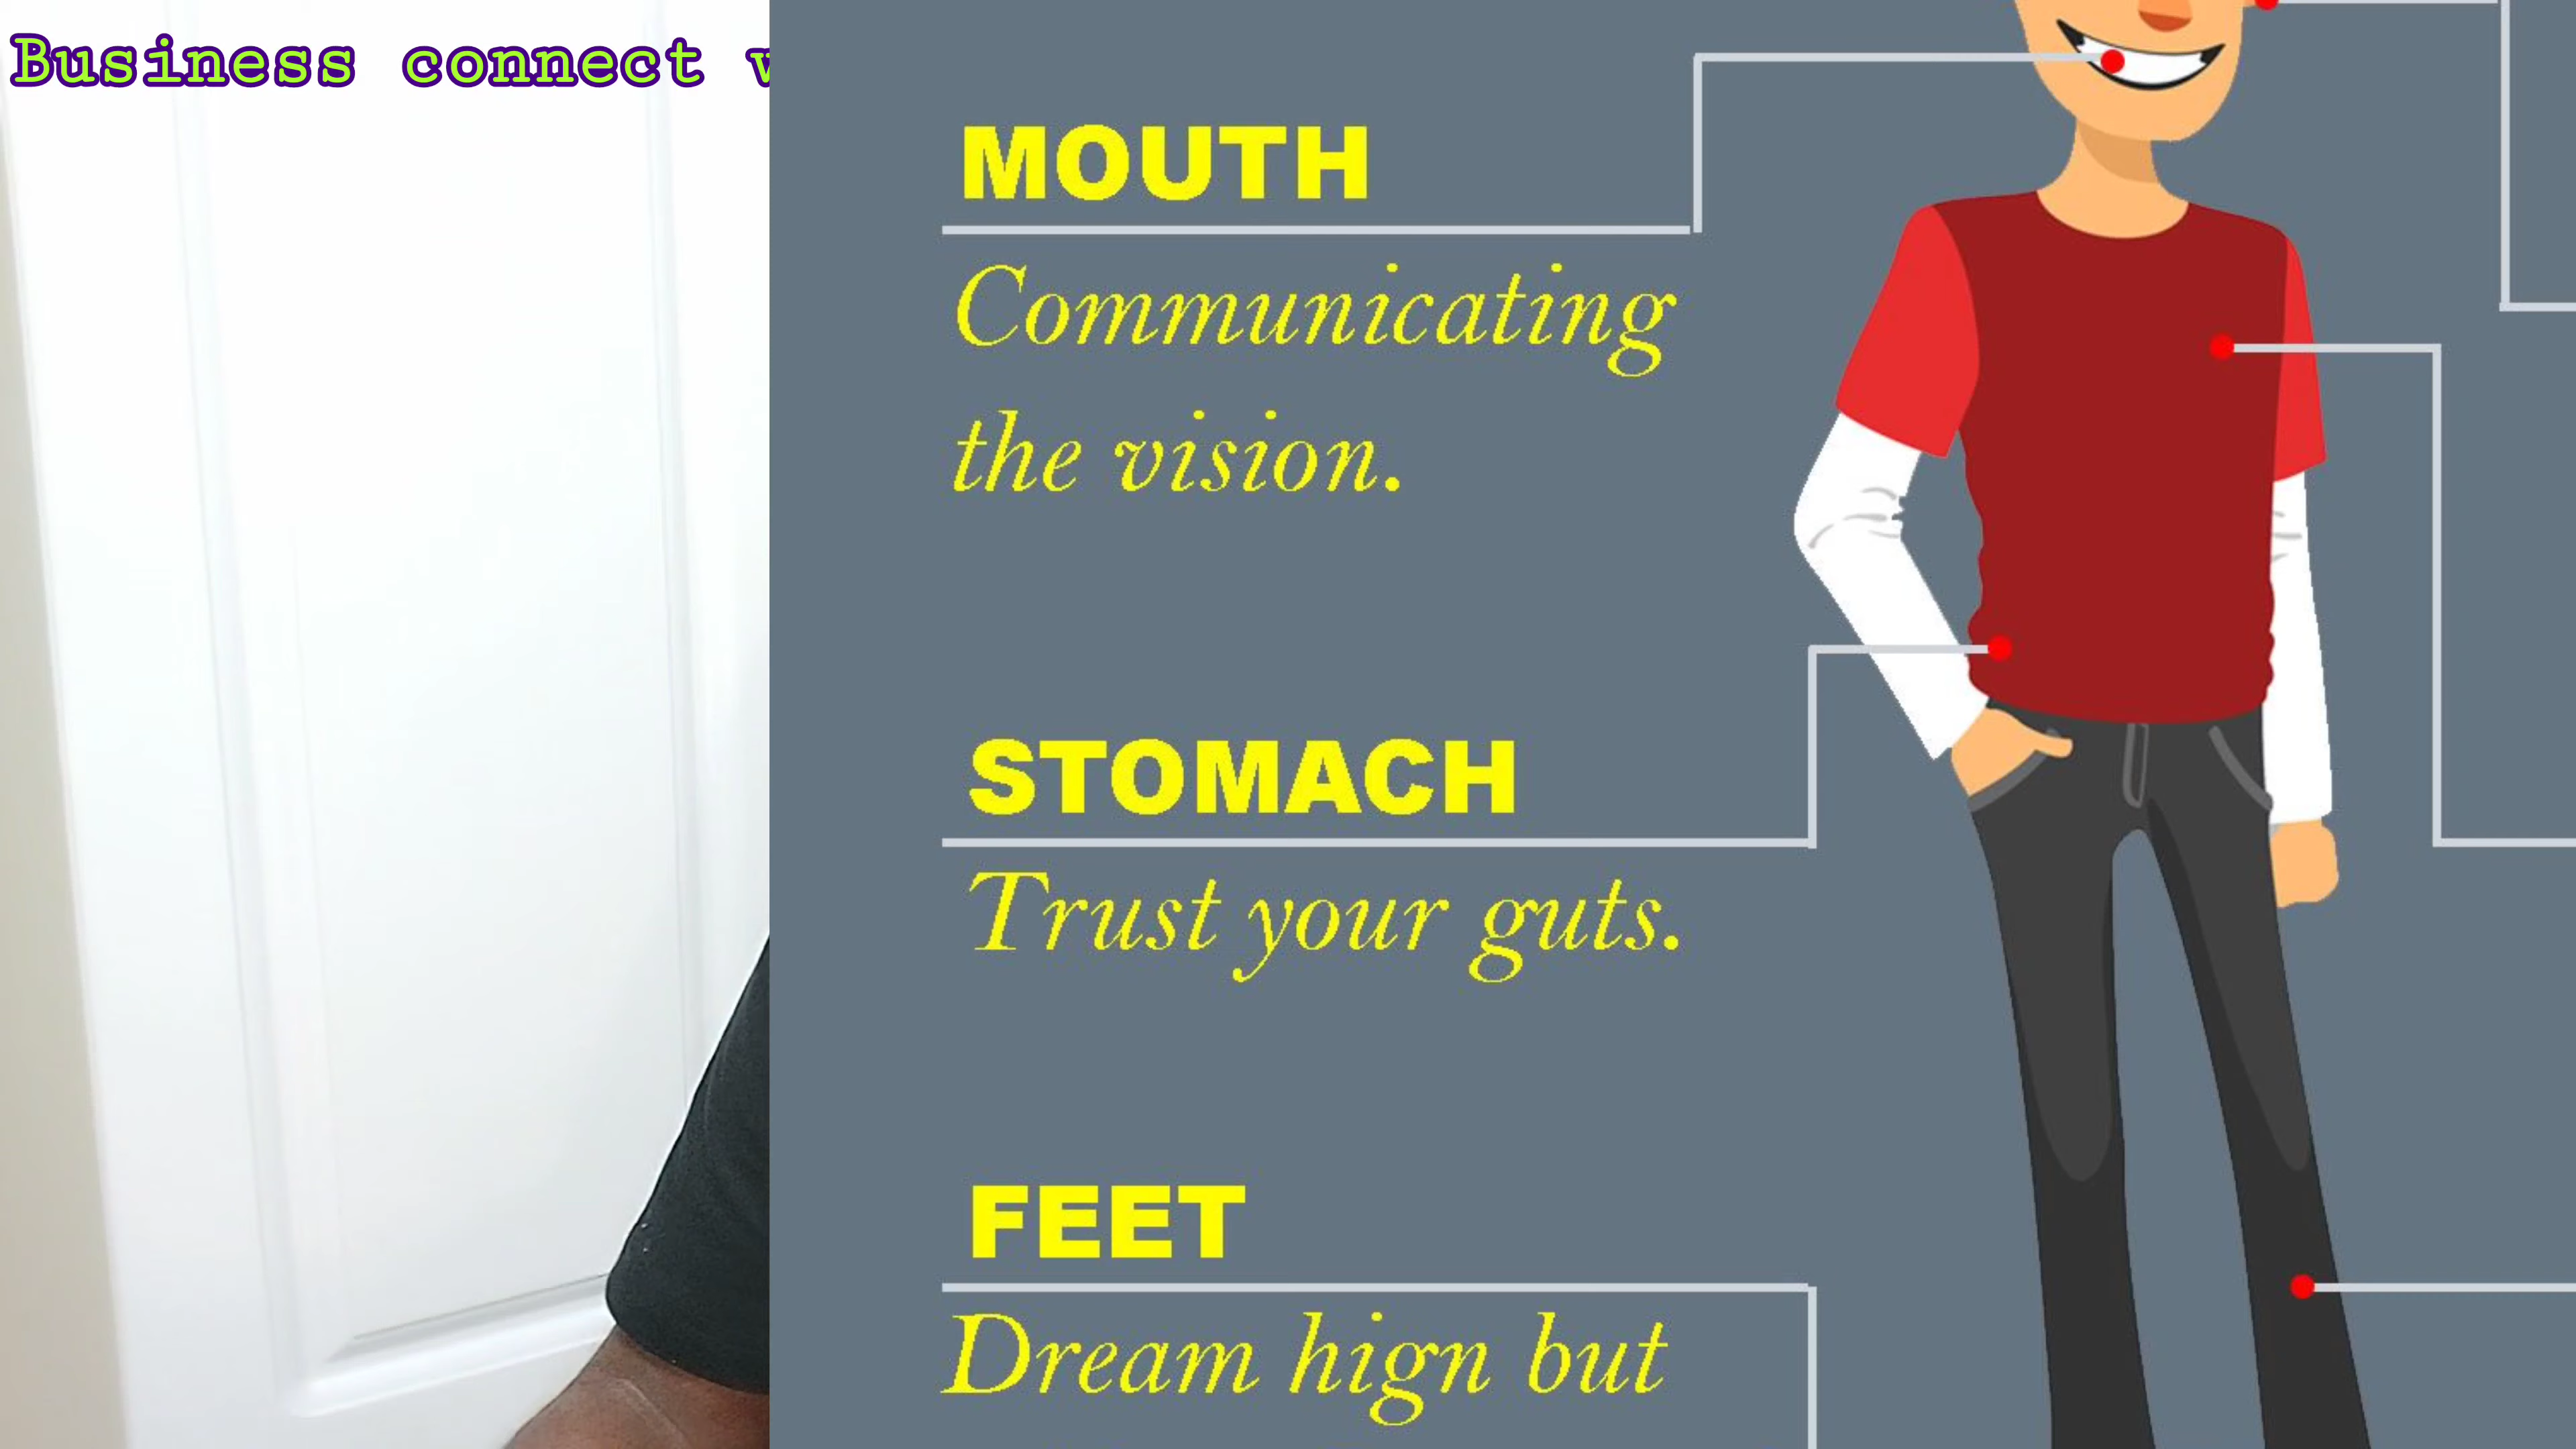 Business connect
MOUTH
Communicating
the vision.
STOMACH
Trust your guts.
FEET
Dream hign but